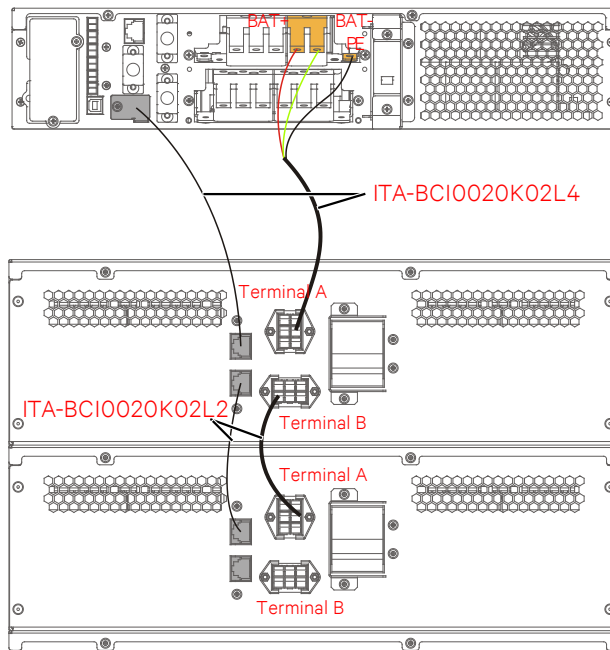 BAT+
BAT-
PE
ITA-BCI0020K02L4
Terminal A
ITA-BCI0020K02L2
Terminal B
Terminal A
Terminal B